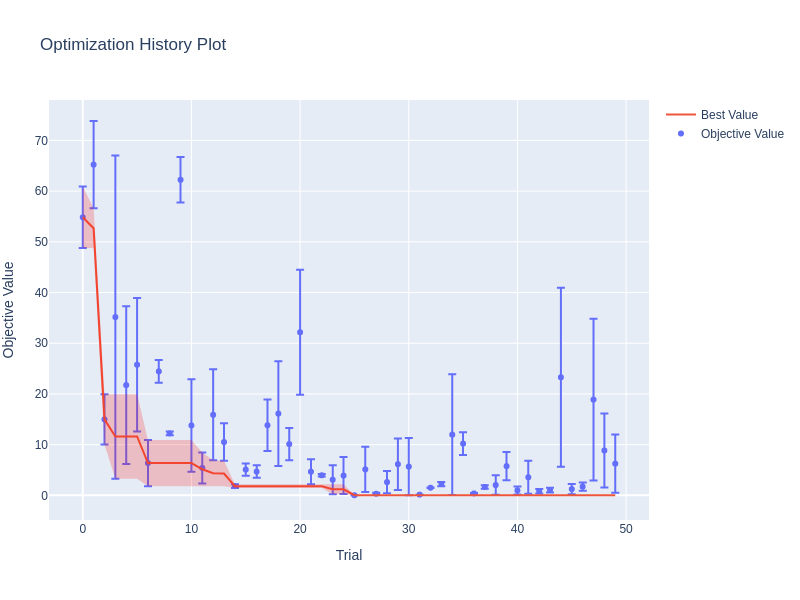 Optimization History Plot
Best Value
Objective Value
70
60
50
40
30
20
10
0
Objective Value
0 10 20 30 40 50
Trial